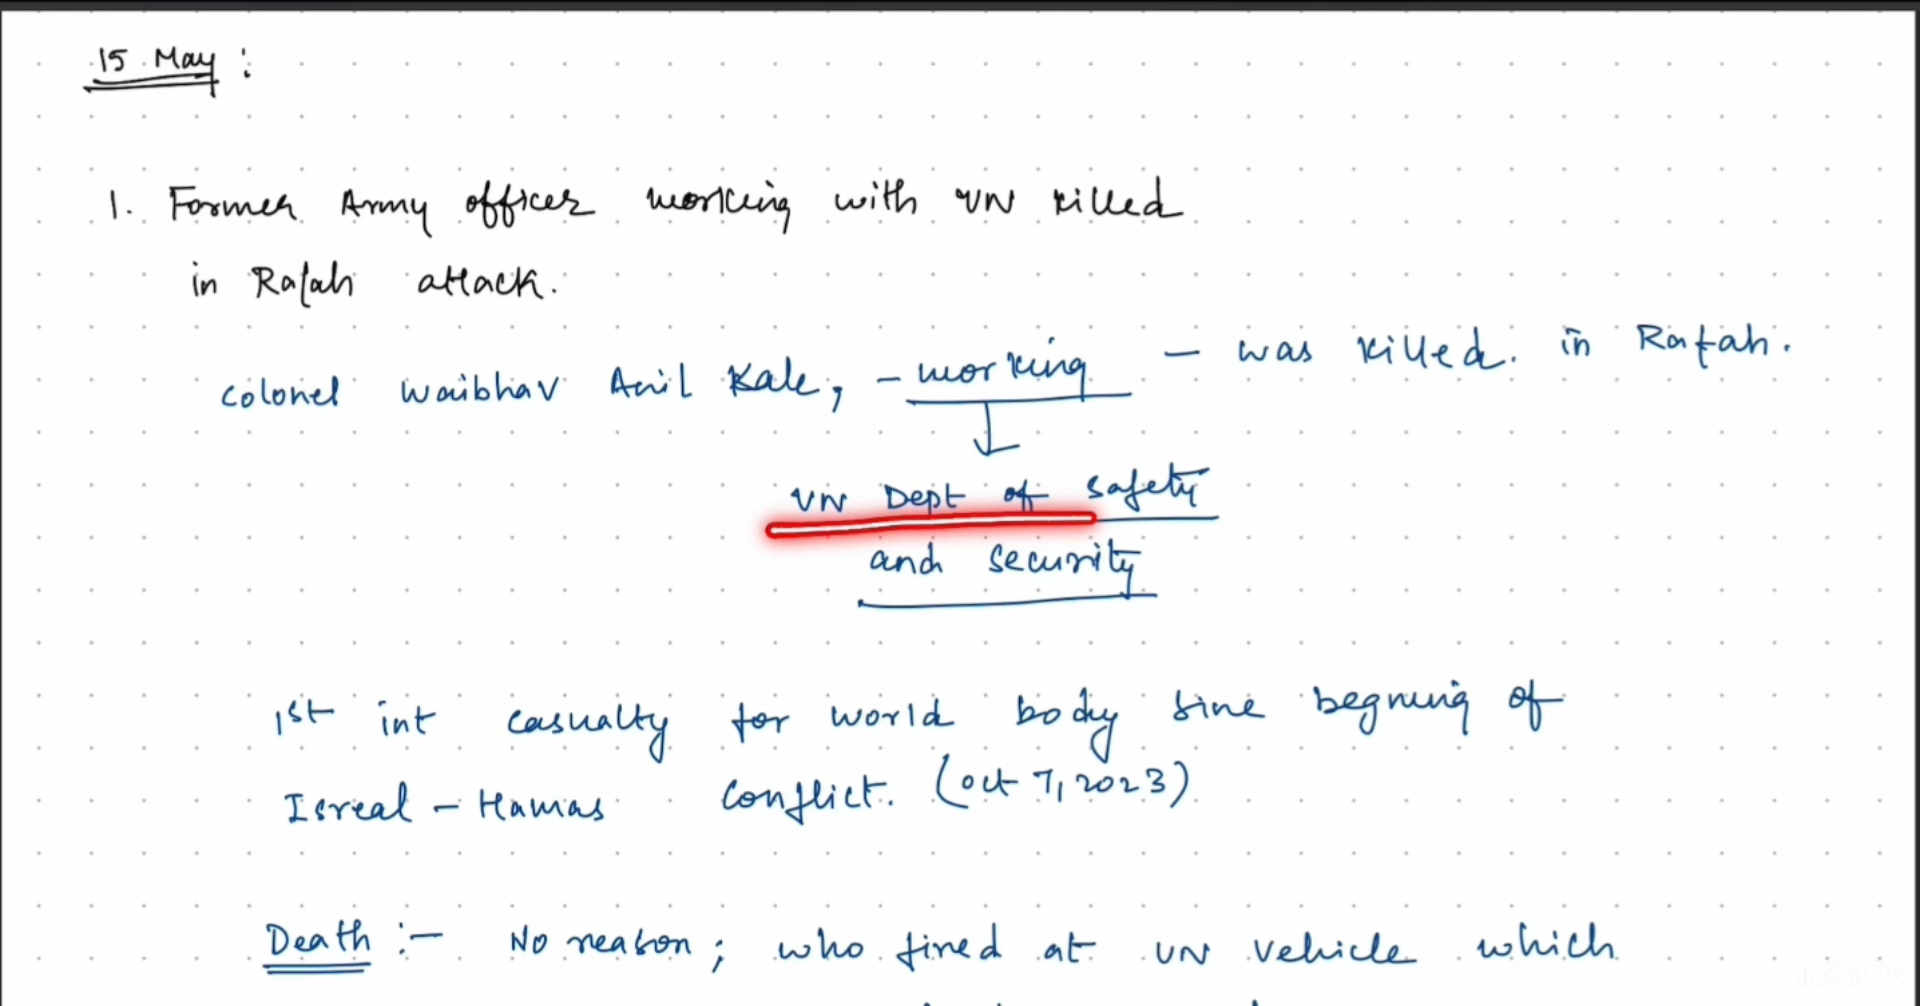 15 May :
1. Former Army officer working with UN killed
in Rafah attack.
colonel Waibhav Anil Kale, - working - was killed. in Rafah.
UN Dept of safety
and security
1st int casualty for world body sine begning of
Isreal - Hamas conflict. (oct 7, 2023)
Death :- No reason; who fired at UN vehicle which